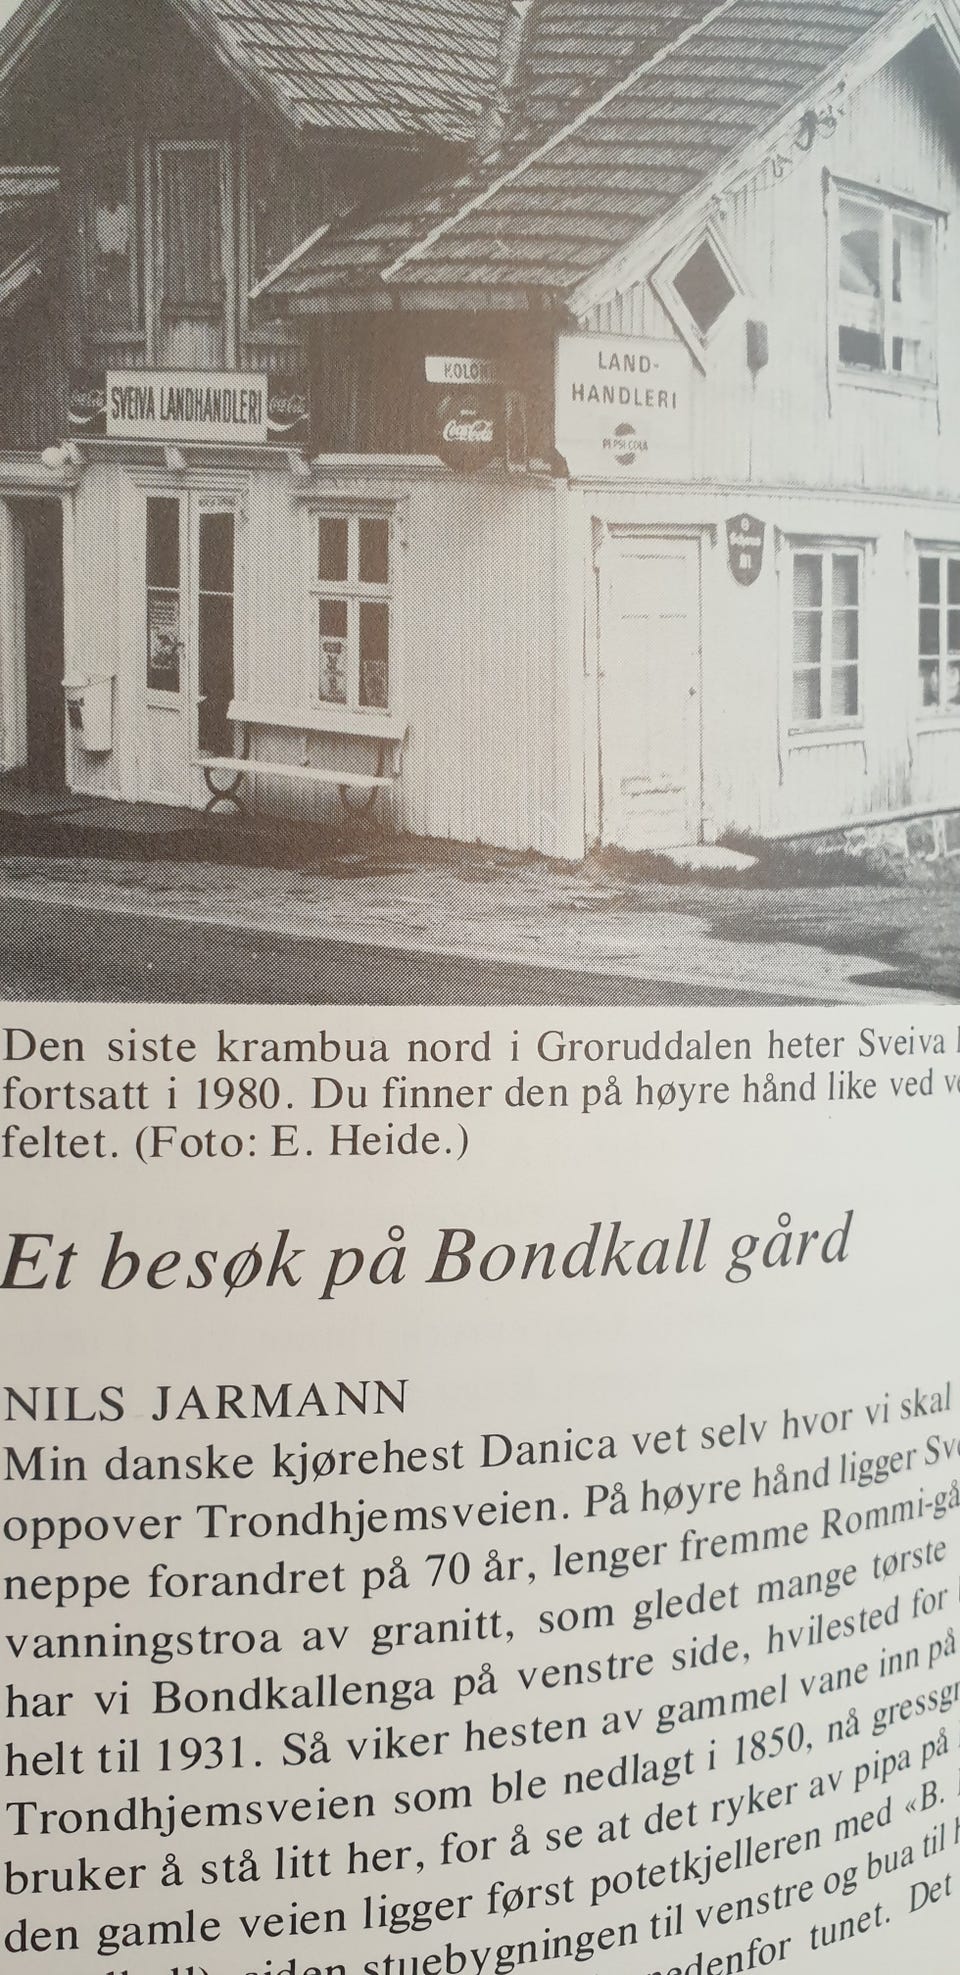 SVEIVA LANDHANDLERI
Coca-Cola
Coca-Cola
LAND-
HANDLERI
PEPSI-COLA
Den siste krambua nord i Groruddalen heter Sveiva
fortsatt i 1980. Du finner den på høyre hånd like ved
feltet. (Foto: E. Heide.)
Et besøk på Bondkall gård
NILS JARMANN
Min danske kjørehest Danica vet selv hvor vi skal
oppover Trondhjemsveien. På høyre hånd ligger
neppe forandret på 70 år, lenger fremme Rommi-gå
vanningstroa av granitt, som gledet mange tørste
har vi Bondkallenga på venstre side, hvilested for
helt til 1931. Så viker hesten av gammel vane inn på
Trondhjemsveien som ble nedlagt i 1850, nå gressgr
bruker å stå litt her, for å se at det ryker av pipa på
den gamle veien ligger først potetkjelleren med «B.
stuebygningen til venstre og bua til
nedenfor tunet. Det